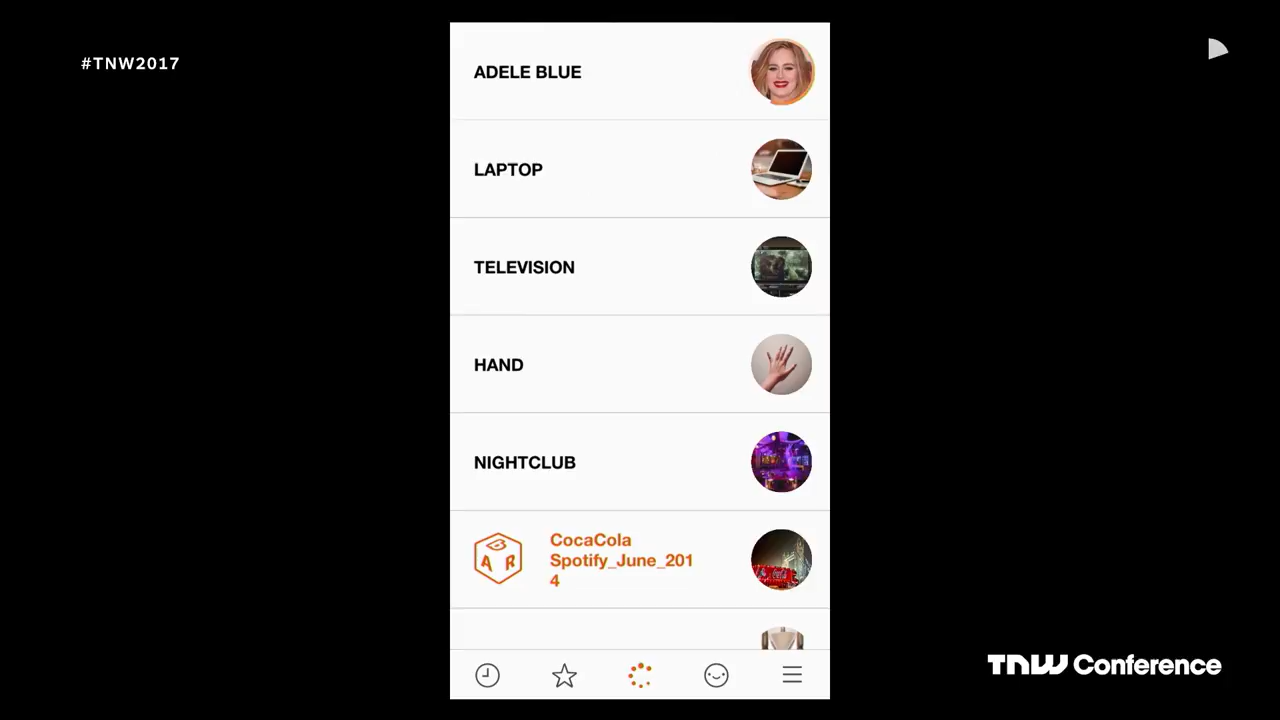 #TNW2017
ADELE BLUE
LAPTOP
TELEVISION
HAND
NIGHTCLUB
B
A R
CocaCola
Spotify_June_201
4
TNW Conference